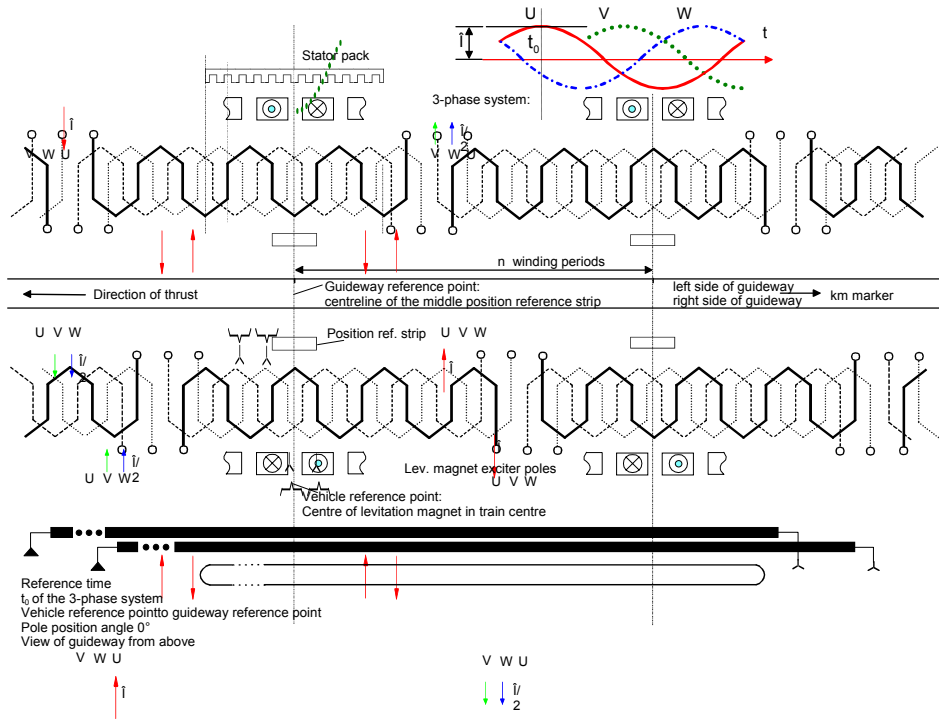 U V W
Î t₀ t
Stator pack
3-phase system:
Î
V W U
Î/2
V W U
n winding periods
Direction of thrust
Guideway reference point:
centreline of the middle position reference strip
left side of guideway
right side of guideway
km marker
U V W
Î/2
Position ref. strip
U V W
Î
U V W
Î/2
Î
Lev. magnet exciter poles
U V W
Vehicle reference point:
Centre of levitation magnet in train centre
Reference time
t₀ of the 3-phase system
Vehicle reference pointto guideway reference point
Pole position angle 0°
View of guideway from above
V W U
Î
V W U
Î/2